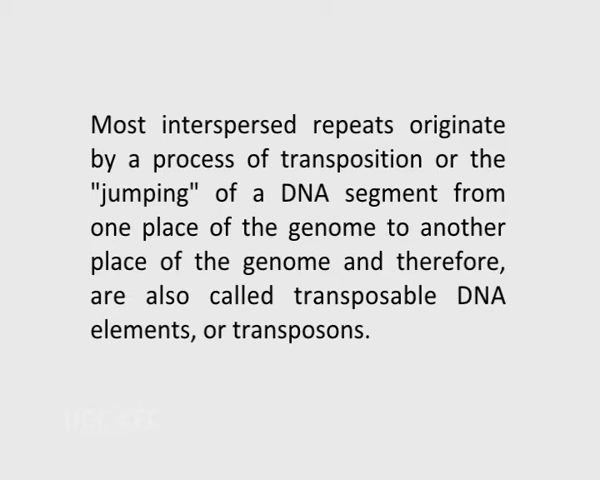 Most interspersed repeats originate
by a process of transposition or the
"jumping" of a DNA segment from
one place of the genome to another
place of the genome and therefore,
are also called transposable DNA
elements, or transposons.